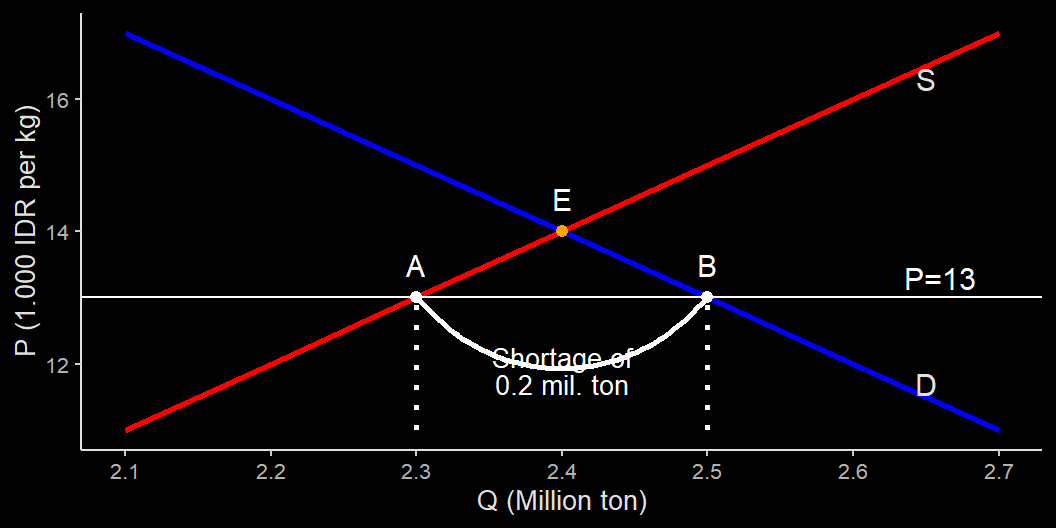 S
16
E
14
A
B
P=13
Shortage of
0.2 mil. ton
12
D
2.1 2.2 2.3 2.4 2.5 2.6 2.7
Q (Million ton)
P (1.000 IDR per kg)